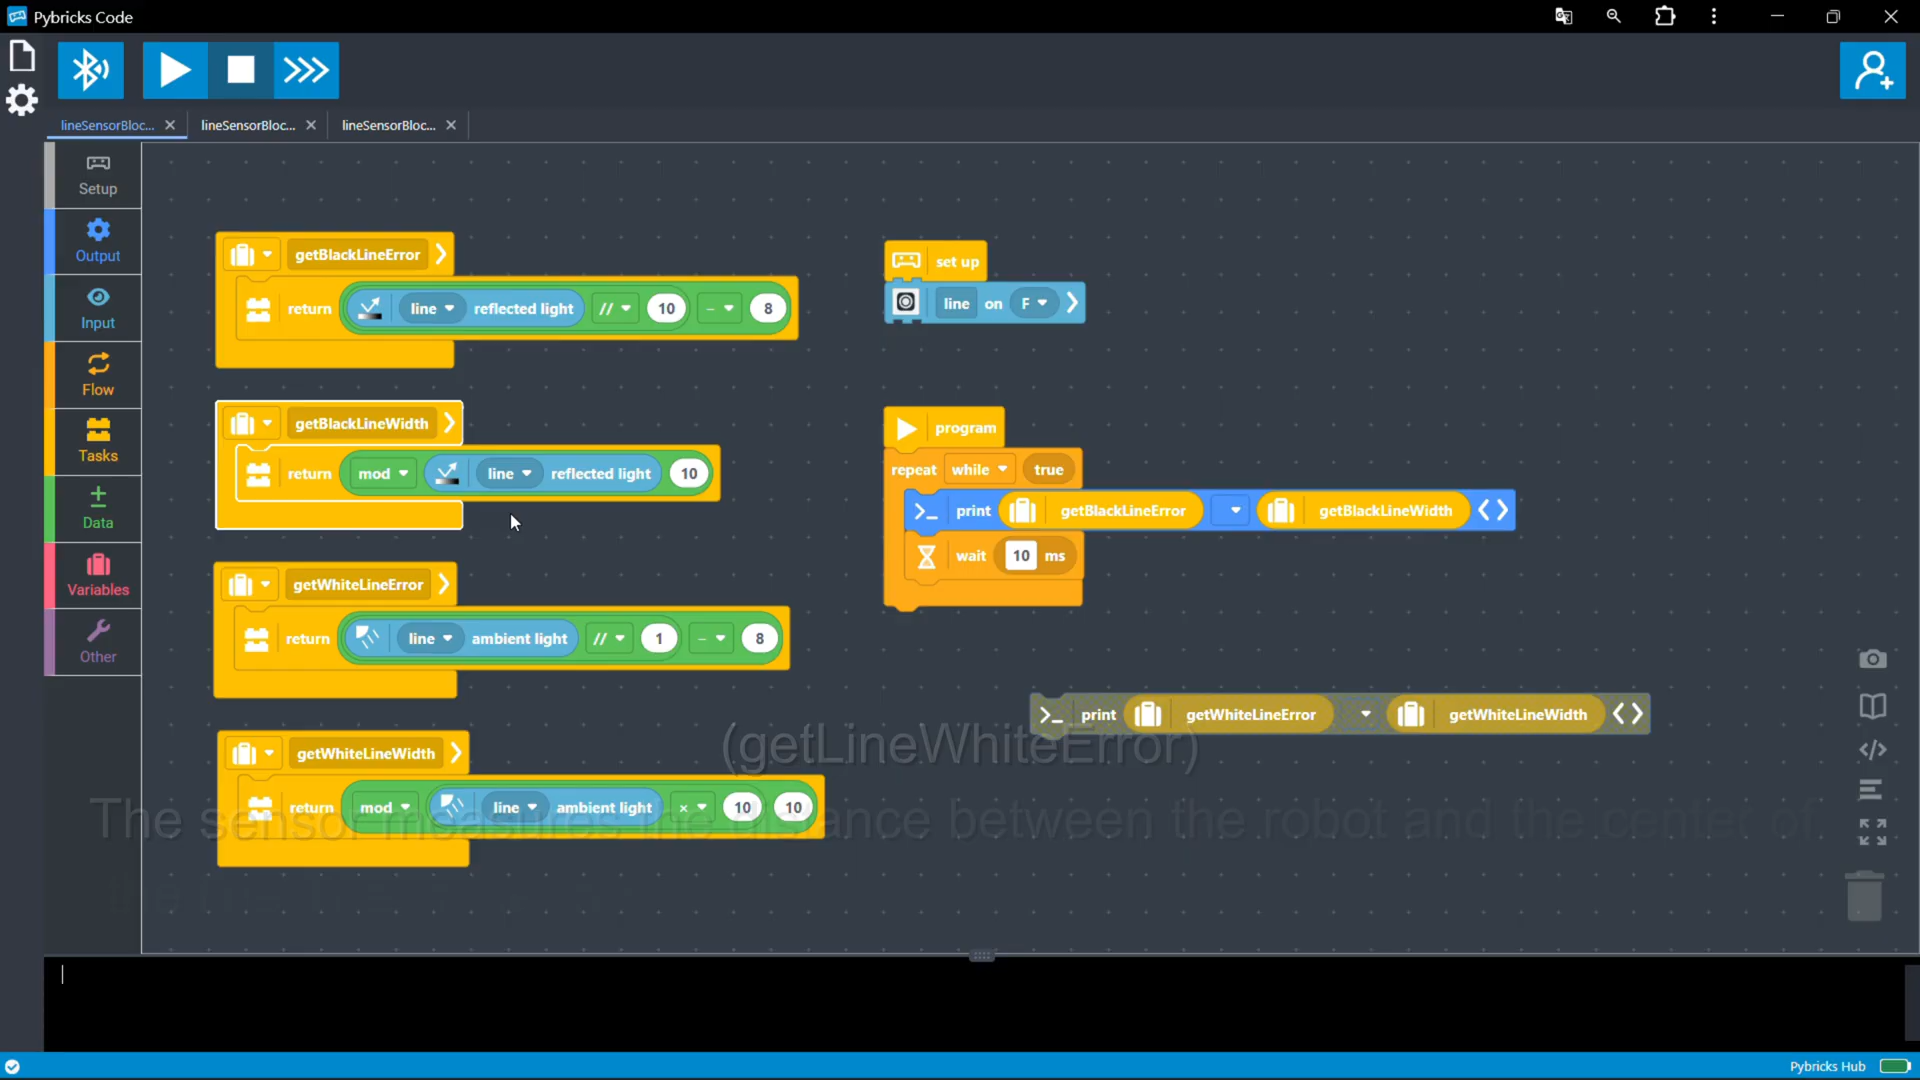 Pybricks Code
lineSensorBloc...
lineSensorBloc...
lineSensorBloc...
Setup
Output
Input
Flow
Tasks
Data
Variables
Other
getBlackLineError
return line reflected light // 10 - 8
getBlackLineWidth
return mod line reflected light 10
getWhiteLineError
return line ambient light // 1 - 8
getWhiteLineWidth
return mod line ambient light × 10 10
set up
line on F
program
repeat while true
print getBlackLineError getBlackLineWidth
wait 10 ms
print getWhiteLineError getWhiteLineWidth
(getLineWhiteError)
The sensor measures the distance between the robot and the center of
Pybricks Hub